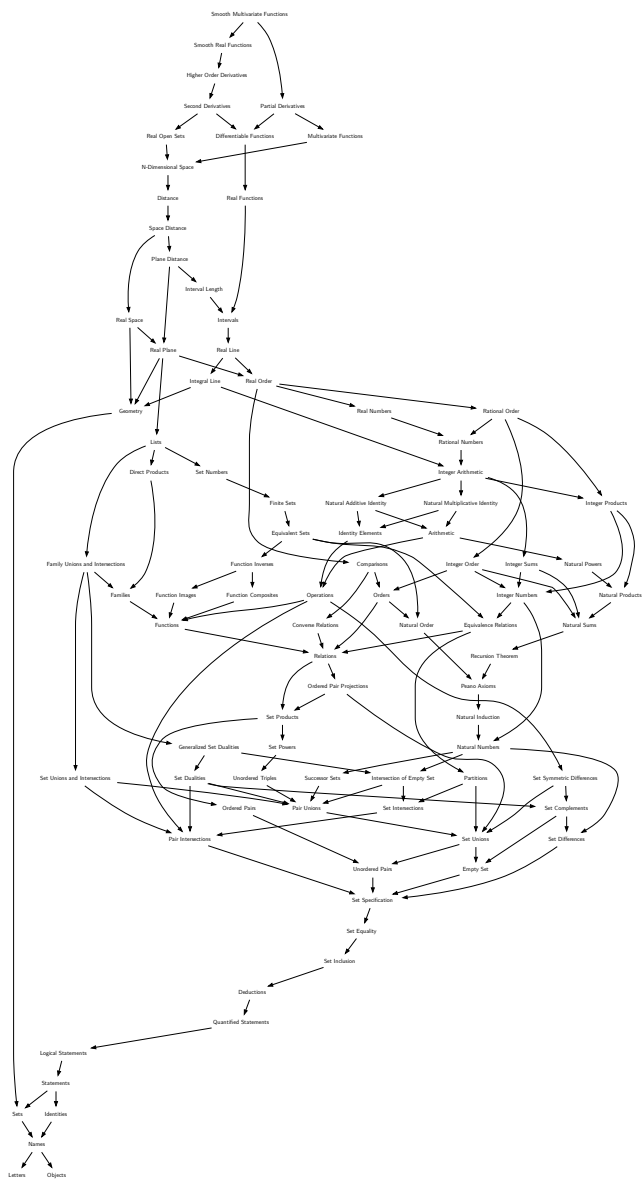 Smooth Multivariate Functions
Smooth Real Functions
Higher Order Derivatives
Second Derivatives
Partial Derivatives
Real Open Sets
Differentiable Functions
Multivariate Functions
N-Dimensional Space
Distance
Real Functions
Space Distance
Plane Distance
Interval Length
Real Space
Intervals
Real Plane
Real Line
Integral Line
Real Order
Geometry
Real Numbers
Rational Order
Lists
Rational Numbers
Direct Products
Set Numbers
Integer Arithmetic
Finite Sets
Natural Additive Identity
Natural Multiplicative Identity
Integer Products
Equivalent Sets
Identity Elements
Arithmetic
Family Unions and Intersections
Function Inverses
Comparisons
Integer Order
Integer Sums
Natural Powers
Families
Function Images
Function Composites
Operations
Orders
Integer Numbers
Natural Products
Functions
Converse Relations
Natural Order
Equivalence Relations
Natural Sums
Relations
Recursion Theorem
Ordered Pair Projections
Peano Axioms
Set Products
Natural Induction
Generalized Set Dualities
Set Powers
Natural Numbers
Set Unions and Intersections
Set Dualities
Unordered Triples
Successor Sets
Intersection of Empty Set
Partitions
Set Symmetric Differences
Ordered Pairs
Pair Unions
Set Intersections
Set Complements
Pair Intersections
Set Unions
Set Differences
Unordered Pairs
Empty Set
Set Specification
Set Equality
Set Inclusion
Deductions
Quantified Statements
Logical Statements
Statements
Sets
Identities
Names
Letters
Objects